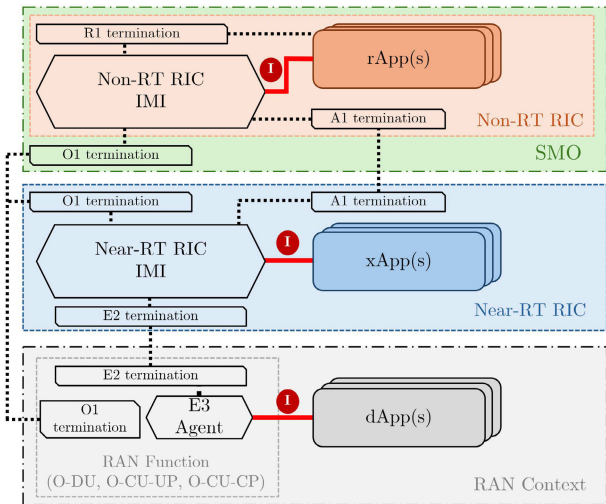 R1 termination
Non-RT RIC
IMI
I
rApp(s)
A1 termination
Non-RT RIC
O1 termination
SMO
O1 termination
A1 termination
Near-RT RIC
IMI
I
xApp(s)
E2 termination
Near-RT RIC
E2 termination
O1
termination
E3
Agent
I
dApp(s)
RAN Function
(O-DU, O-CU-UP, O-CU-CP)
RAN Context